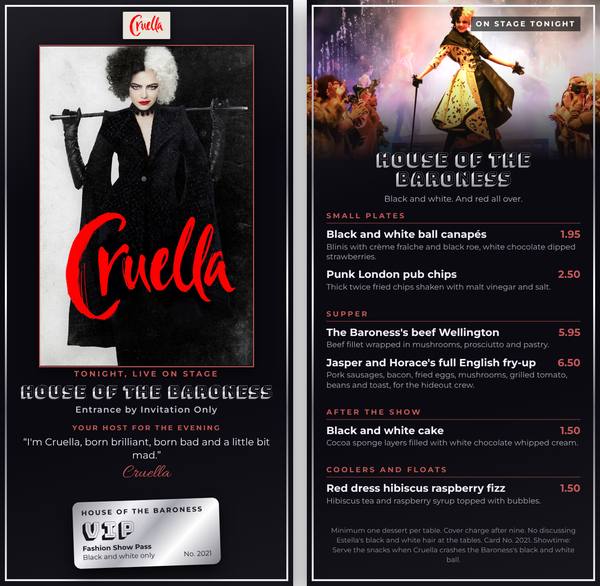 Cruella
Cruella
TONIGHT, LIVE ON STAGE
HOUSE OF THE BARONESS
Entrance by Invitation Only
YOUR HOST FOR THE EVENING
“I'm Cruella, born brilliant, born bad and a little bit
mad.”
Cruella
HOUSE OF THE BARONESS
VIP
Fashion Show Pass
Black and white only
No. 2021
ON STAGE TONIGHT
HOUSE OF THE
BARONESS
Black and white. And red all over.
SMALL PLATES
Black and white ball canapés 1.95
Blinis with crème fraîche and black roe, white chocolate dipped
strawberries.
Punk London pub chips 2.50
Thick twice fried chips shaken with malt vinegar and salt.
SUPPER
The Baroness's beef Wellington 5.95
Beef fillet wrapped in mushrooms, prosciutto and pastry.
Jasper and Horace's full English fry-up 6.50
Pork sausages, bacon, fried eggs, mushrooms, grilled tomato,
beans and toast, for the hideout crew.
AFTER THE SHOW
Black and white cake 1.50
Cocoa sponge layers filled with white chocolate whipped cream.
COOLERS AND FLOATS
Red dress hibiscus raspberry fizz 1.50
Hibiscus tea and raspberry syrup topped with bubbles.
Minimum one dessert per table. Cover charge after nine. No discussing
Estella's black and white hair at the tables. Card No. 2021. Showtime:
Serve the snacks when Cruella crashes the Baroness's black and white
ball.